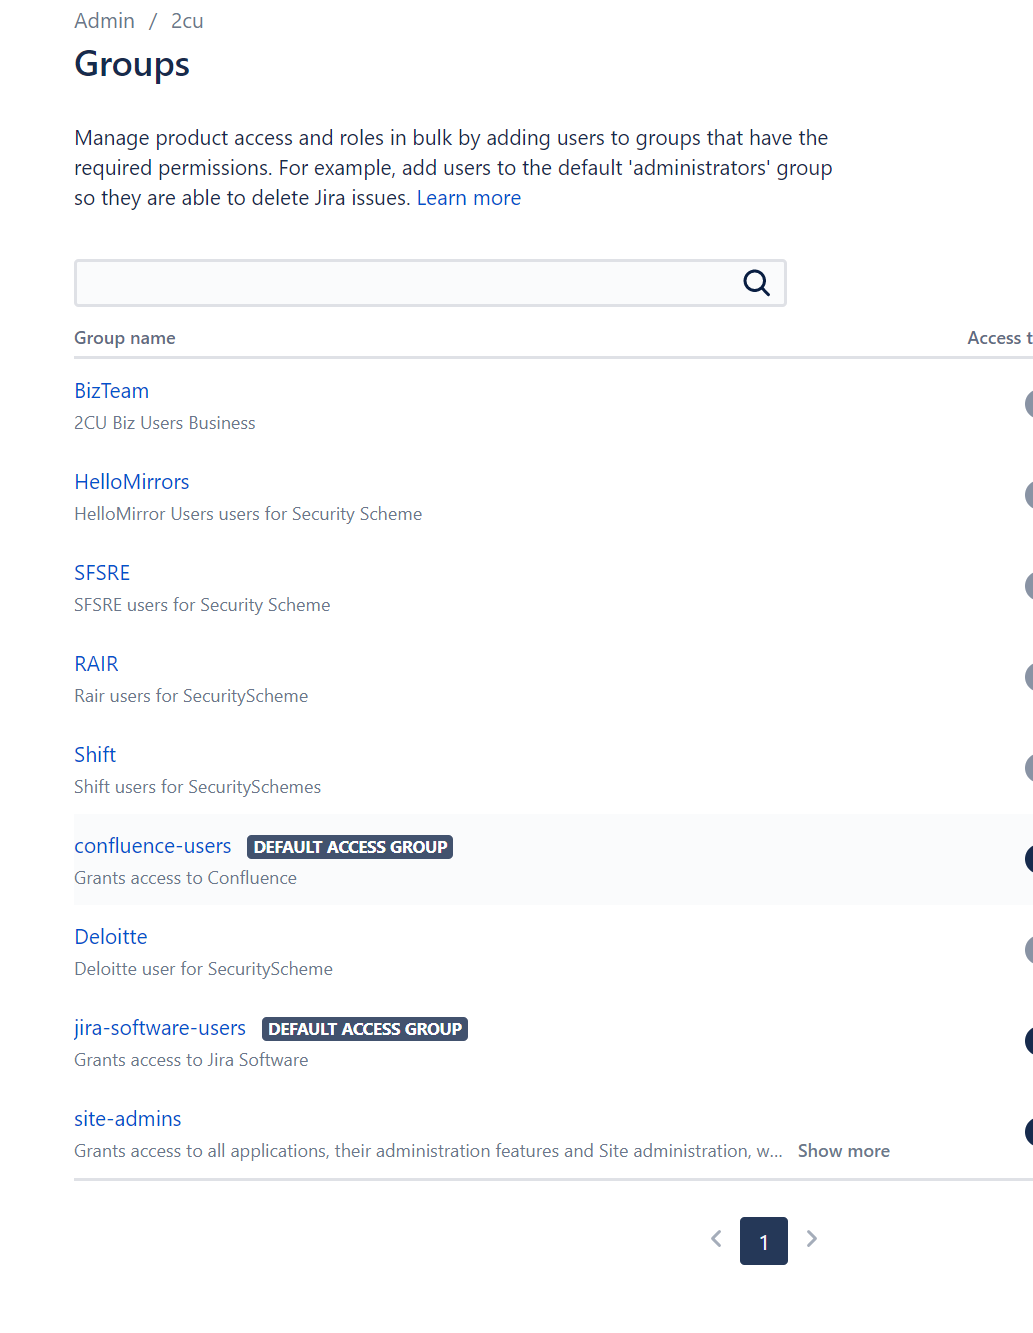 Admin / 2cu
Groups
Manage product access and roles in bulk by adding users to groups that have the
required permissions. For example, add users to the default 'administrators' group
so they are able to delete Jira issues. Learn more
Group name Access t
BizTeam
2CU Biz Users Business
HelloMirrors
HelloMirror Users users for Security Scheme
SFSRE
SFSRE users for Security Scheme
RAIR
Rair users for SecurityScheme
Shift
Shift users for SecuritySchemes
confluence-users DEFAULT ACCESS GROUP
Grants access to Confluence
Deloitte
Deloitte user for SecurityScheme
jira-software-users DEFAULT ACCESS GROUP
Grants access to Jira Software
site-admins
Grants access to all applications, their administration features and Site administration, w... Show more
1